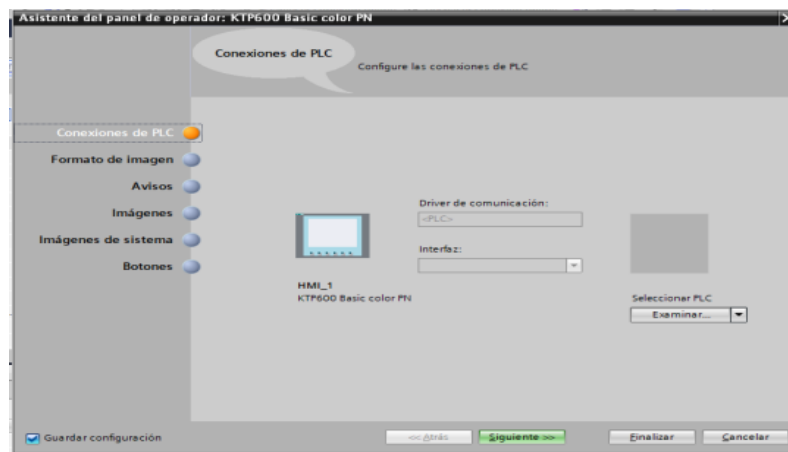 Asistente del panel de operador: KTP600 Basic color PN
Conexiones de PLC
Configure las conexiones de PLC
Conexiones de PLC
Formato de imagen
Avisos
Imágenes
Imágenes de sistema
Botones
Driver de comunicación:
<PLC>
Interfaz:
HMI_1
KTP600 Basic color PN
Seleccionar PLC
Examinar...
Guardar configuración
<< Atrás
Siguiente >>
Finalizar
Cancelar